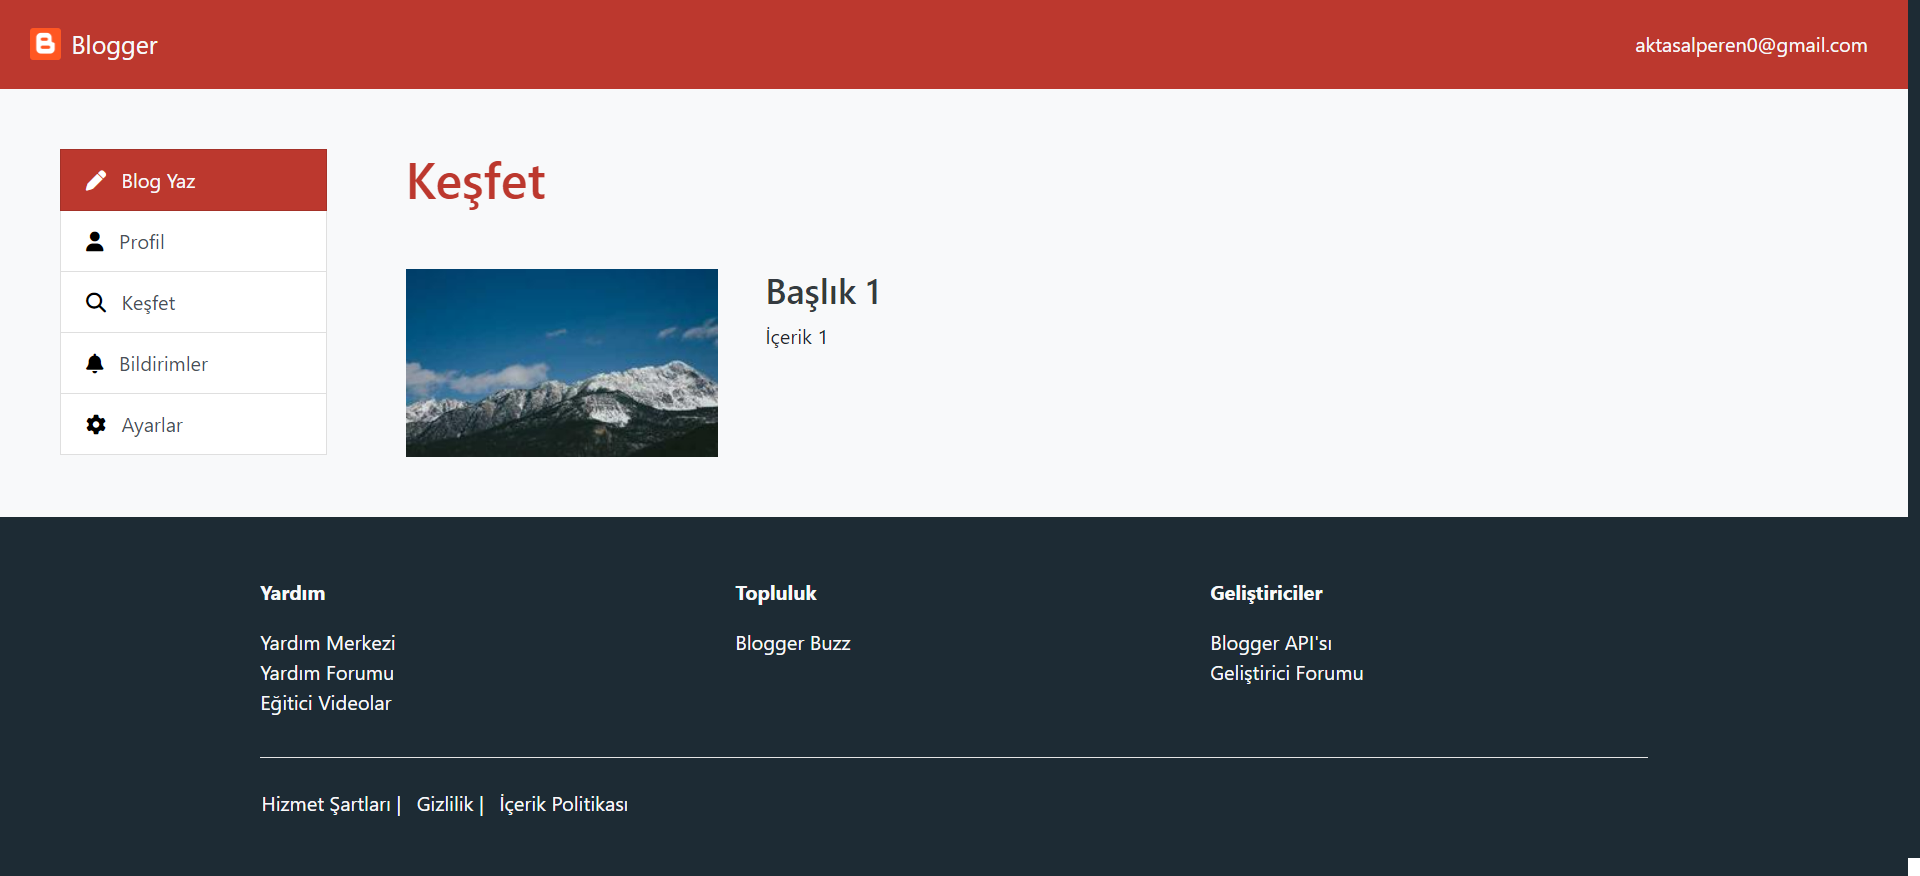 Blogger
aktasalperen0@gmail.com
Blog Yaz
Profil
Keşfet
Bildirimler
Ayarlar
Keşfet
Başlık 1
İçerik 1
Yardım
Yardım Merkezi
Yardım Forumu
Eğitici Videolar
Topluluk
Blogger Buzz
Geliştiriciler
Blogger API'sı
Geliştirici Forumu
Hizmet Şartları | Gizlilik | İçerik Politikası